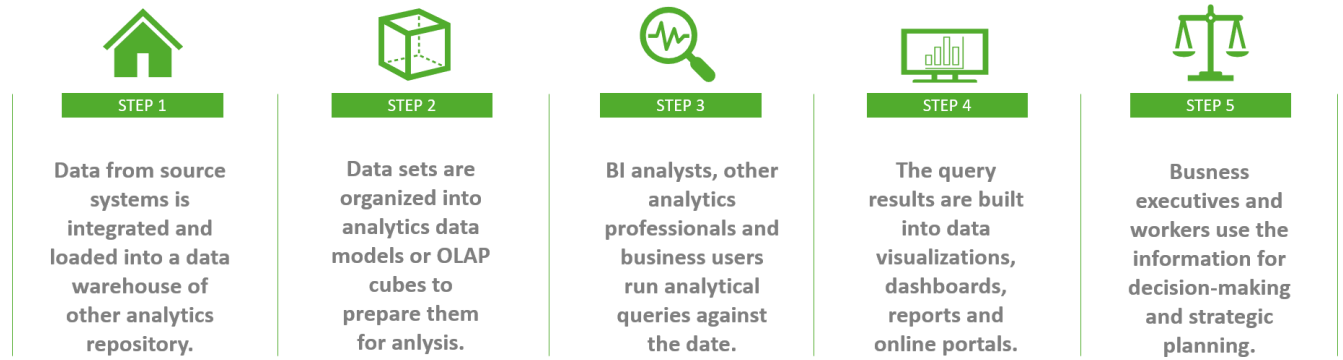 STEP 1
Data from source
systems is
integrated and
loaded into a data
warehouse of
other analytics
repository.
STEP 2
Data sets are
organized into
analytics data
models or OLAP
cubes to
prepare them
for anlysis.
STEP 3
BI analysts, other
analytics
professionals and
business users
run analytical
queries against
the date.
STEP 4
The query
results are built
into data
visualizations,
dashboards,
reports and
online portals.
STEP 5
Busness
executives and
workers use the
information for
decision-making
and strategic
planning.